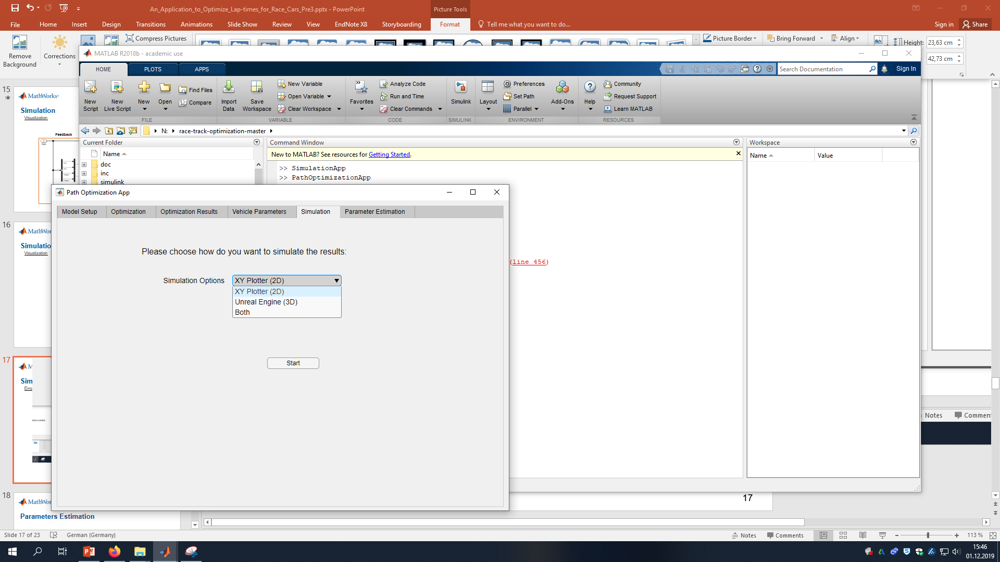 An_Application_to_Optimize_Lap-times_for_Race_Cars_Pre3.pptx - PowerPoint
Picture Tools
File Home Insert Design Transitions Animations Slide Show Review View EndNote X8 Storyboarding Format Tell me what you want to do... Sign in Share
Remove Background
Corrections
Compress Pictures
Picture Border
Bring Forward
Align
Height: 23,63 cm
42,73 cm
MATLAB R2018b - academic use
HOME PLOTS APPS
Search Documentation
Sign In
New Script
New Live Script
New
Open
Find Files
Compare
Import Data
Save Workspace
New Variable
Open Variable
Clear Workspace
Favorites
Analyze Code
Run and Time
Clear Commands
Simulink
Layout
Preferences
Set Path
Parallel
Add-Ons
Help
Community
Request Support
Learn MATLAB
FILE VARIABLE CODE SIMULINK ENVIRONMENT RESOURCES
N: race-track-optimization-master
Current Folder
Name
doc
inc
simulink
Command Window
New to MATLAB? See resources for Getting Started.
>> SimulationApp
>> PathOptimizationApp
(line 456)
Workspace
Name Value
Path Optimization App
Model Setup Optimization Optimization Results Vehicle Parameters Simulation Parameter Estimation
Please choose how do you want to simulate the results:
Simulation Options XY Plotter (2D)
XY Plotter (2D)
Unreal Engine (3D)
Both
Start
15
MathWorks
Simulation
Visualization
Feedback
16
MathWor
Simulatio
Visualization
17
M
Sim
Erro
18
MathWor
Parameters Estimation
17
Notes Commen
Slide 17 of 23 German (Germany) Notes Comments 113 %
15:46
01.12.2019